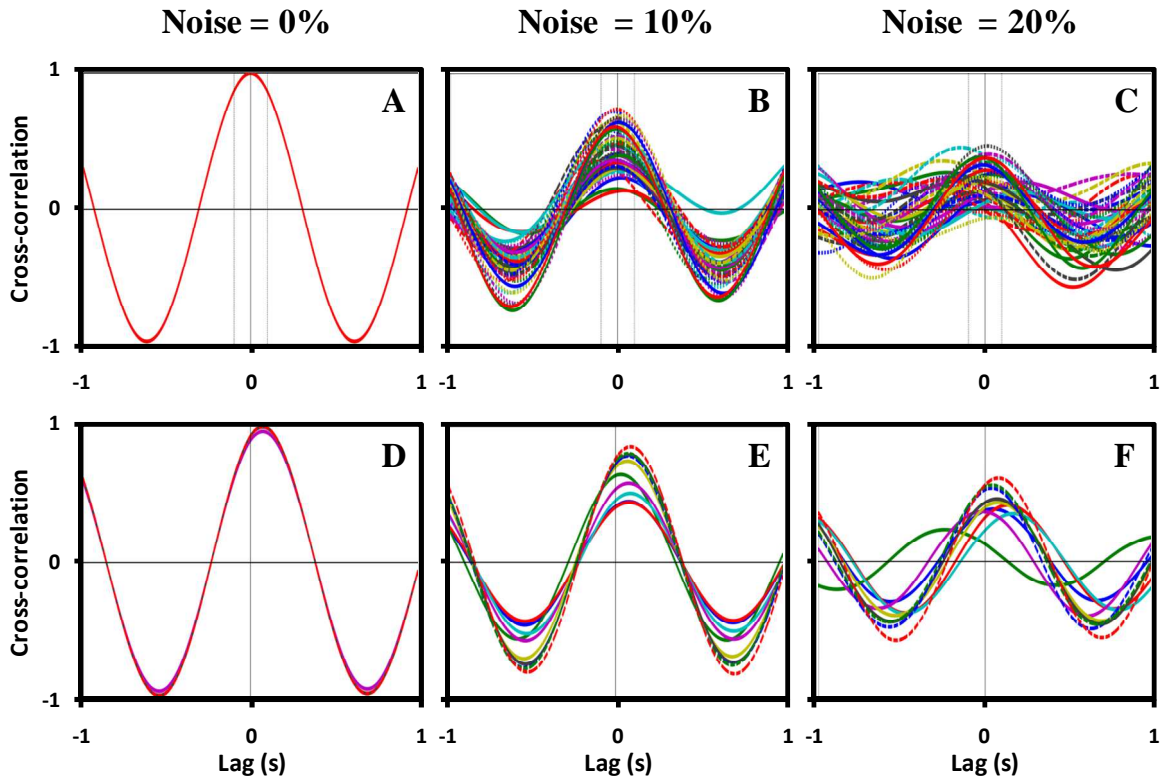 Noise = 0%
Noise = 10%
Noise = 20%
Cross-correlation
1
0
-1
A
B
C
-1 0 1
-1 0 1
-1 0 1
Cross-correlation
1
0
-1
D
E
F
-1 0 1
-1 0 1
-1 0 1
Lag (s)
Lag (s)
Lag (s)